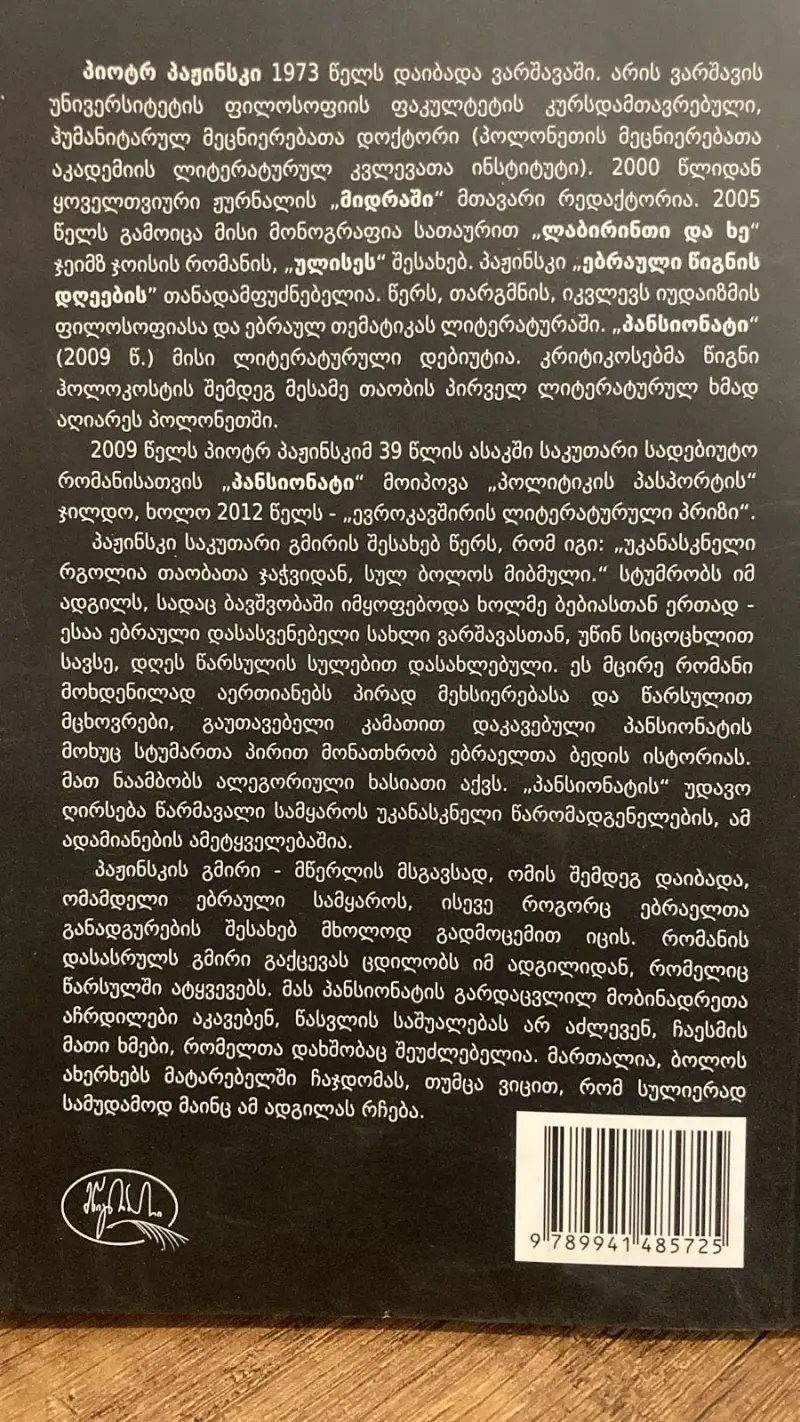 პიოტრ პაჟინსკი 1973 წელს დაიბადა ვარშავაში. არის ვარშავის
უნივერსიტეტის ფილოსოფიის ფაკულტეტის კურსდამთავრებული,
ჰუმანიტარულ მეცნიერებათა დოქტორი (პოლონეთის მეცნიერებათა
აკადემიის ლიტერატურულ კვლევათა ინსტიტუტი). 2000 წლიდან
ყოველთვიური ჟურნალის „მიდრაში“ მთავარი რედაქტორია. 2005
წელს გამოიცა მისი მონოგრაფია სათაურით „ლაბირინთი და ხე“
ჯეიმზ ჯოისის რომანის, „ულისეს“ შესახებ. პაჟინსკი „ებრაული წიგნის
დღეების” თანადამფუძნებელია. წერს, თარგმნის, იკვლევს იუდაიზმის
ფილოსოფიასა და ებრაულ თემატიკას ლიტერატურაში. „პანსიონატი“
(2009 წ.) მისი ლიტერატურული დებიუტია. კრიტიკოსებმა წიგნი
ჰოლოკოსტის შემდეგ მესამე თაობის პირველ ლიტერატურულ ხმად
აღიარეს პოლონეთში.
2009 წელს პიოტრ პაჟინსკიმ 39 წლის ასაკში საკუთარი სადებიუტო
რომანისათვის „პანსიონატი“ მოიპოვა „პოლიტიკის პასპორტის“
ჯილდო, ხოლო 2012 წელს - „ევროკავშირის ლიტერატურული პრიზი“.
პაჟინსკი საკუთარი გმირის შესახებ წერს, რომ იგი: „უკანასკნელი
რგოლია თაობათა ჯაჭვიდან, სულ ბოლოს მიბმული.“ სტუმრობს იმ
ადგილს, სადაც ბავშვობაში იმყოფებოდა ხოლმე ბებიასთან ერთად -
ესაა ებრაული დასასვენებელი სახლი ვარშავასთან, უწინ სიცოცხლით
სავსე, დღეს წარსულის სულებით დასახლებული. ეს მცირე რომანი
მოხდენილად აერთიანებს პირად მეხსიერებასა და წარსულით
მცხოვრები, გაუთავებელი კამათით დაკავებული პანსიონატის
მოხუც სტუმართა პირით მონათხრობ ებრაელთა ბედის ისტორიას.
მათ ნაამბობს ალეგორიული ხასიათი აქვს. „პანსიონატის“ უდავო
ღირსება წარმავალი სამყაროს უკანასკნელი წარომადგენელების, ამ
ადამიანების ამეტყველებაშია.
პაჟინსკის გმირი - მწერლის მსგავსად, ომის შემდეგ დაიბადა,
ომამდელი ებრაული სამყაროს, ისევე როგორც ებრაელთა
განადგურების შესახებ მხოლოდ გადმოცემით იცის. რომანის
დასასრულს გმირი გაქცევას ცდილობს იმ ადგილიდან, რომელიც
წარსულში ატყვევებს. მას პანსიონატის გარდაცვლილ მობინადრეთა
აჩრდილები აკავებენ, წასვლის საშუალებას არ აძლევენ, ჩაესმის
მათი ხმები, რომელთა დახშობაც შეუძლებელია. მართალია, ბოლოს
ახერხებს მატარებელში ჩაჯდომას, თუმცა ვიცით, რომ სულიერად
სამუდამოდ მაინც ამ ადგილას რჩება.
9 789941 485725